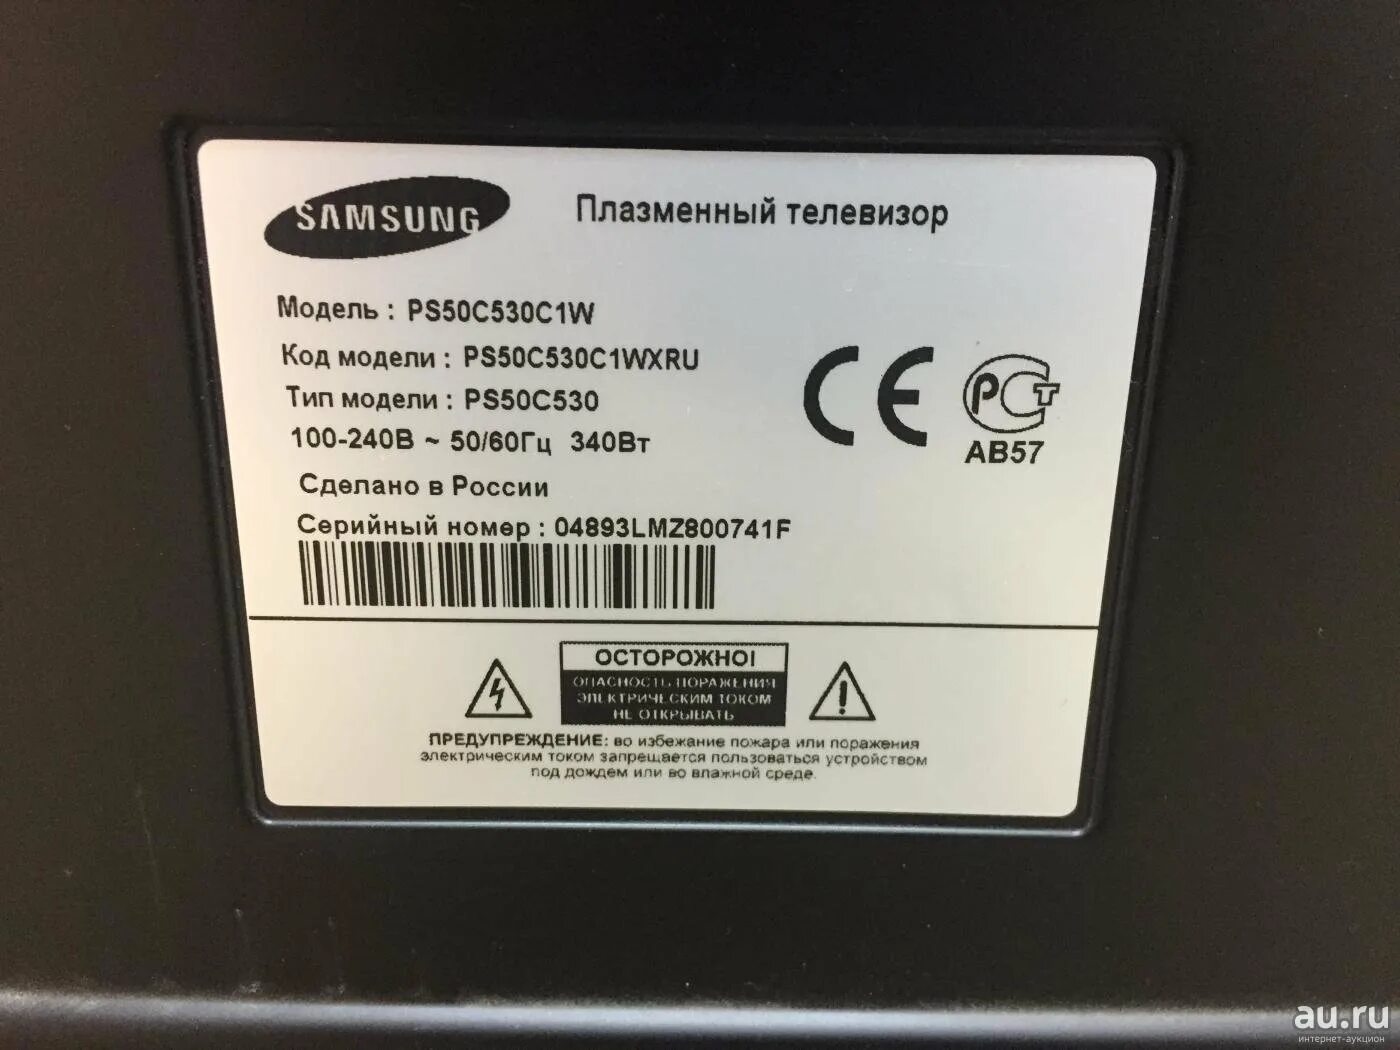 SAMSUNG
Плазменный телевизор
Модель : PS50C530C1W
Код модели : PS50C530C1WXRU
Тип модели : PS50C530
100-240В ~ 50/60Гц 340Вт
Сделано в России
Серийный номер : 04893LMZ800741F
CE
РСТ
АВ57
ОСТОРОЖНО!
ОПАСНОСТЬ ПОРАЖЕНИЯ
ЭЛЕКТРИЧЕСКИМ ТОКОМ
НЕ ОТКРЫВАТЬ
ПРЕДУПРЕЖДЕНИЕ: во избежание пожара или поражения
электрическим током запрещается пользоваться устройством
под дождем или во влажной среде.
au.ru
интернет-аукцион